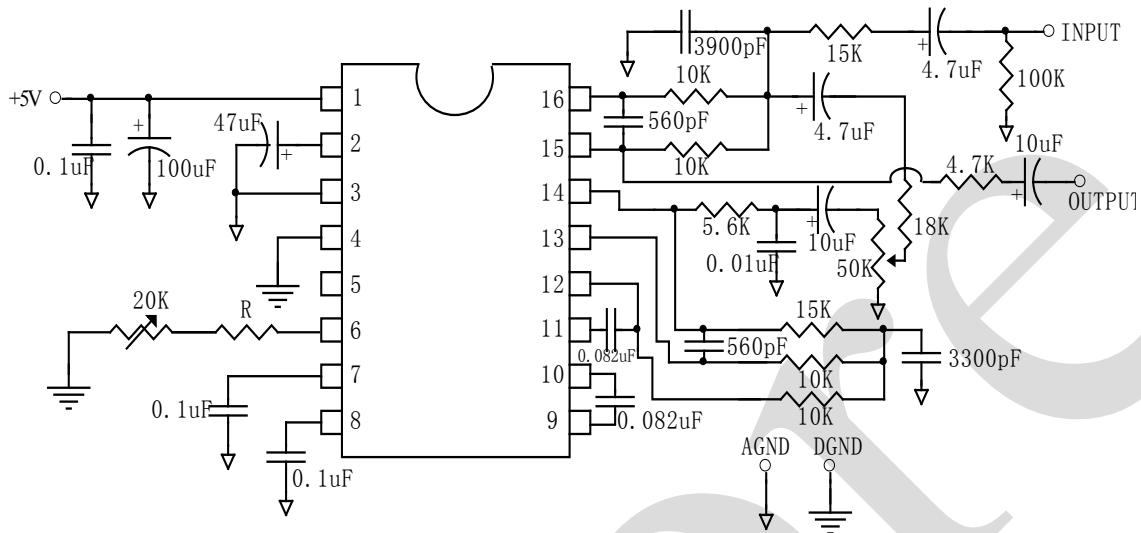 3900pF
15K
4.7uF
INPUT
100K
+5V
0.1uF
+
100uF
47uF
+
1
2
3
4
5
6
7
8
16
15
14
13
12
11
10
9
10K
560pF
10K
+
4.7uF
+
4.7K
10uF
+
OUTPUT
18K
5.6K
+
10uF
0.01uF
50K
20K
R
0.1uF
0.1uF
15K
560pF
0.082uF
10K
10K
3300pF
0.082uF
AGND
DGND